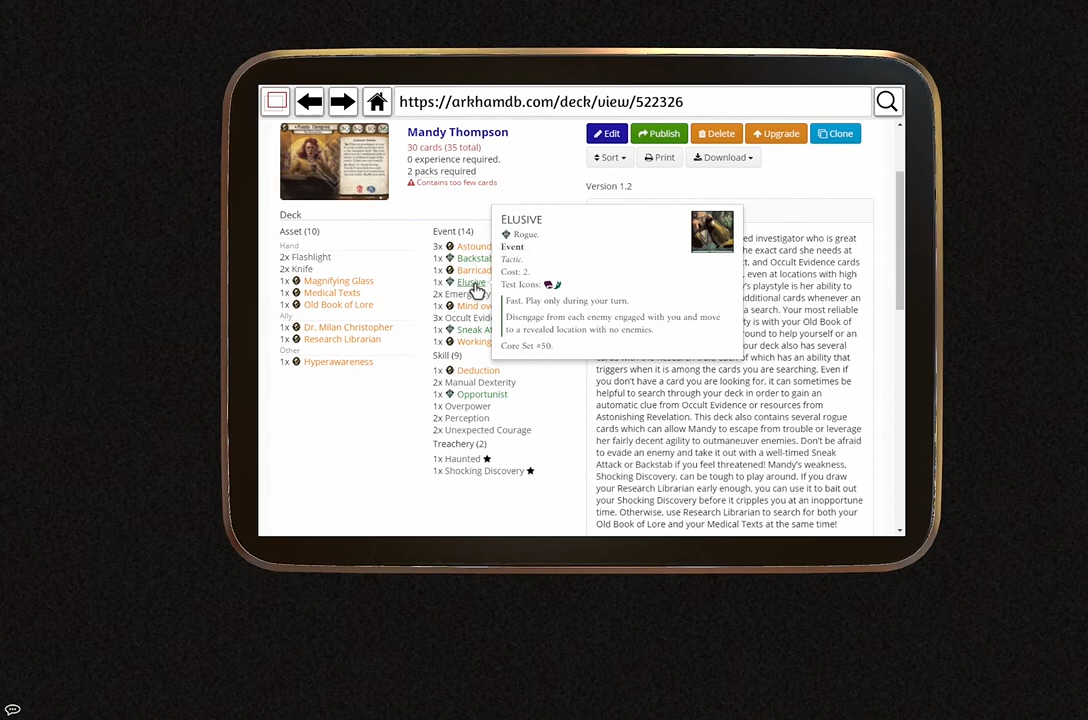 https://arkhamdb.com/deck/view/522326
Mandy Thompson
30 cards (35 total)
0 experience required.
2 packs required
Contains too few cards
Edit
Publish
Delete
Upgrade
Clone
Sort
Print
Download
Version 1.2
Deck
Asset (10)
Hand
2x Flashlight
2x Knife
1x Magnifying Glass
1x Medical Texts
1x Old Book of Lore
Ally
1x Dr. Milan Christopher
1x Research Librarian
Other
1x Hyperawareness
Event (14)
3x Astound
1x Backstab
1x Barricad
1x Elusive
2x Emergency
1x Mind ov
3x Occult Evide
1x Sneak At
1x Working
Skill (9)
1x Deduction
2x Manual Dexterity
1x Opportunist
1x Overpower
2x Perception
2x Unexpected Courage
Treachery (2)
1x Haunted
1x Shocking Discovery
ELUSIVE
Rogue.
Event
Tactic.
Cost: 2.
Test Icons:
Fast. Play only during your turn.
Disengage from each enemy engaged with you and move
to a revealed location with no enemies.
Core Set #50.
ed investigator who is great
he exact card she needs at
t, and Occult Evidence cards
, even at locations with high
's playstyle is her ability to
dditional cards whenever an
a search. Your most reliable
ty is with your Old Book of
round to help yourself or an
our deck also has several
of which has an ability that
triggers when it is among the cards you are searching. Even if
you don't have a card you are looking for, it can sometimes be
helpful to search through your deck in order to gain an
automatic clue from Occult Evidence or resources from
Astonishing Revelation. This deck also contains several rogue
cards which can allow Mandy to escape from trouble or leverage
her fairly decent agility to outmaneuver enemies. Don't be afraid
to evade an enemy and take it out with a well-timed Sneak
Attack or Backstab if you feel threatened! Mandy's weakness,
Shocking Discovery, can be tough to play around. If you draw
your Research Librarian early enough, you can use it to bait out
your Shocking Discovery before it cripples you at an inopportune
time. Otherwise, use Research Librarian to search for both your
Old Book of Lore and your Medical Texts at the same time!